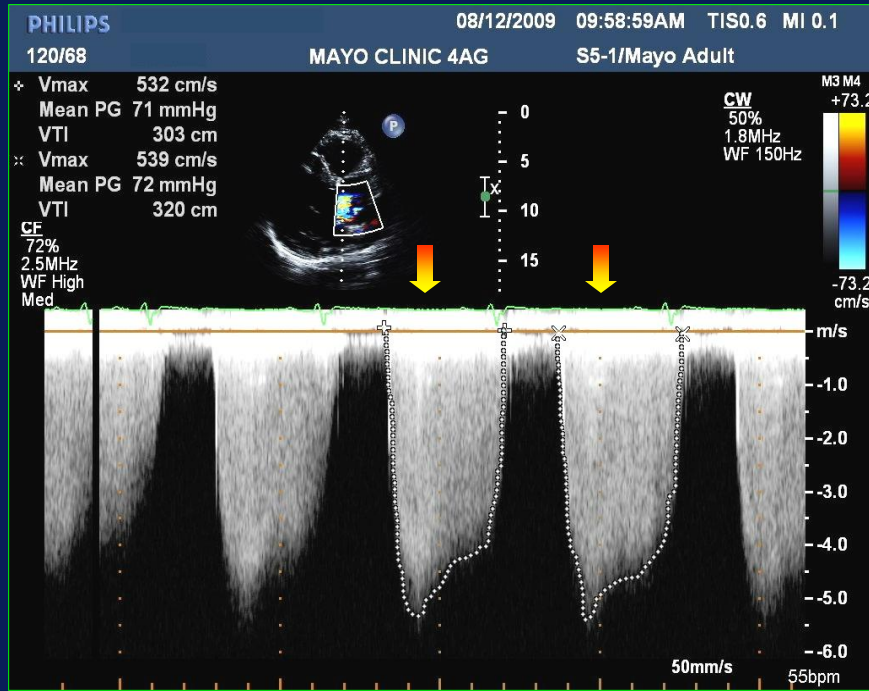 PHILIPS
08/12/2009 09:58:59AM TIS0.6 MI 0.1
120/68 MAYO CLINIC 4AG S5-1/Mayo Adult
Vmax 532 cm/s
Mean PG 71 mmHg
VTI 303 cm
Vmax 539 cm/s
Mean PG 72 mmHg
VTI 320 cm
CF
72%
2.5MHz
WF High
Med
P
X
0
5
10
15
CW
50%
1.8MHz
WF 150Hz
M3 M4
+73.2
-73.2
cm/s
m/s
-1.0
-2.0
-3.0
-4.0
-5.0
-6.0
50mm/s
55bpm